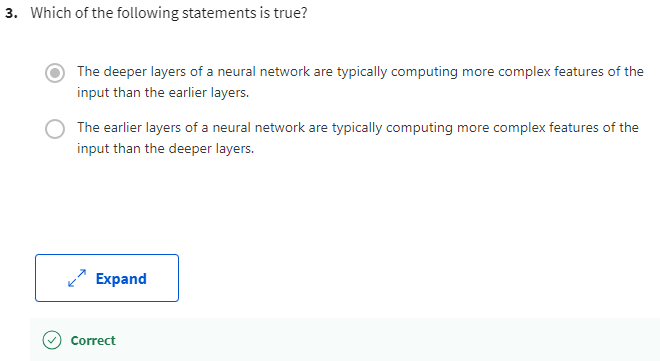 3. Which of the following statements is true?
The deeper layers of a neural network are typically computing more complex features of the
input than the earlier layers.
The earlier layers of a neural network are typically computing more complex features of the
input than the deeper layers.
Expand
Correct